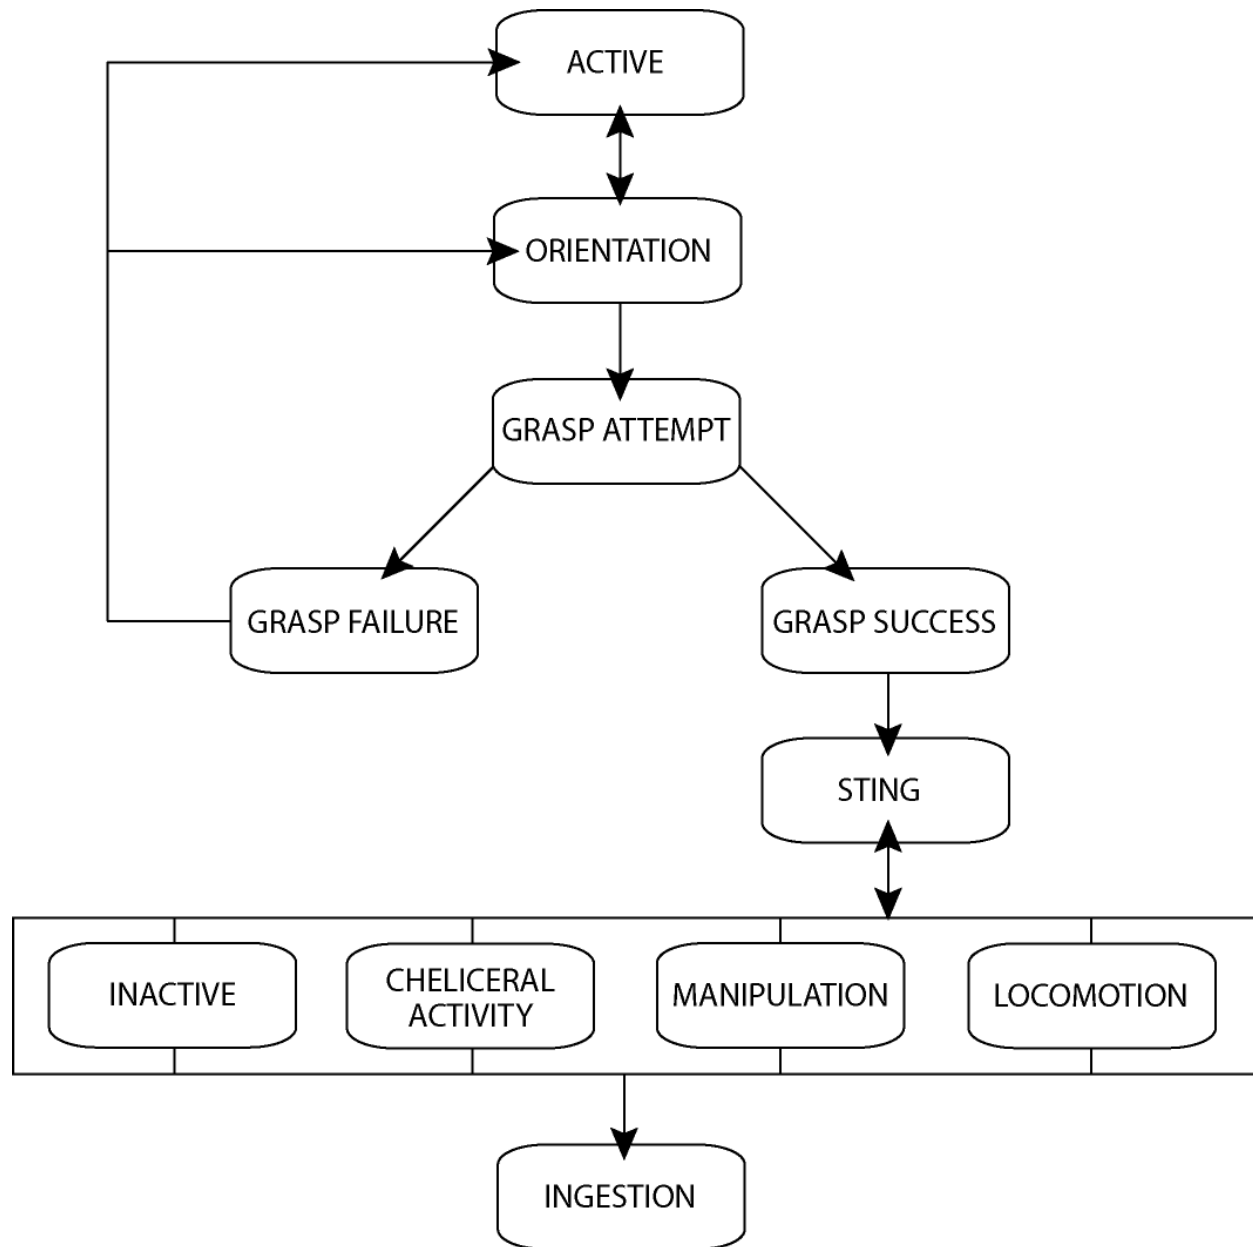 ACTIVE
ORIENTATION
GRASP ATTEMPT
GRASP FAILURE
GRASP SUCCESS
STING
INACTIVE
CHELICERAL
ACTIVITY
MANIPULATION
LOCOMOTION
INGESTION